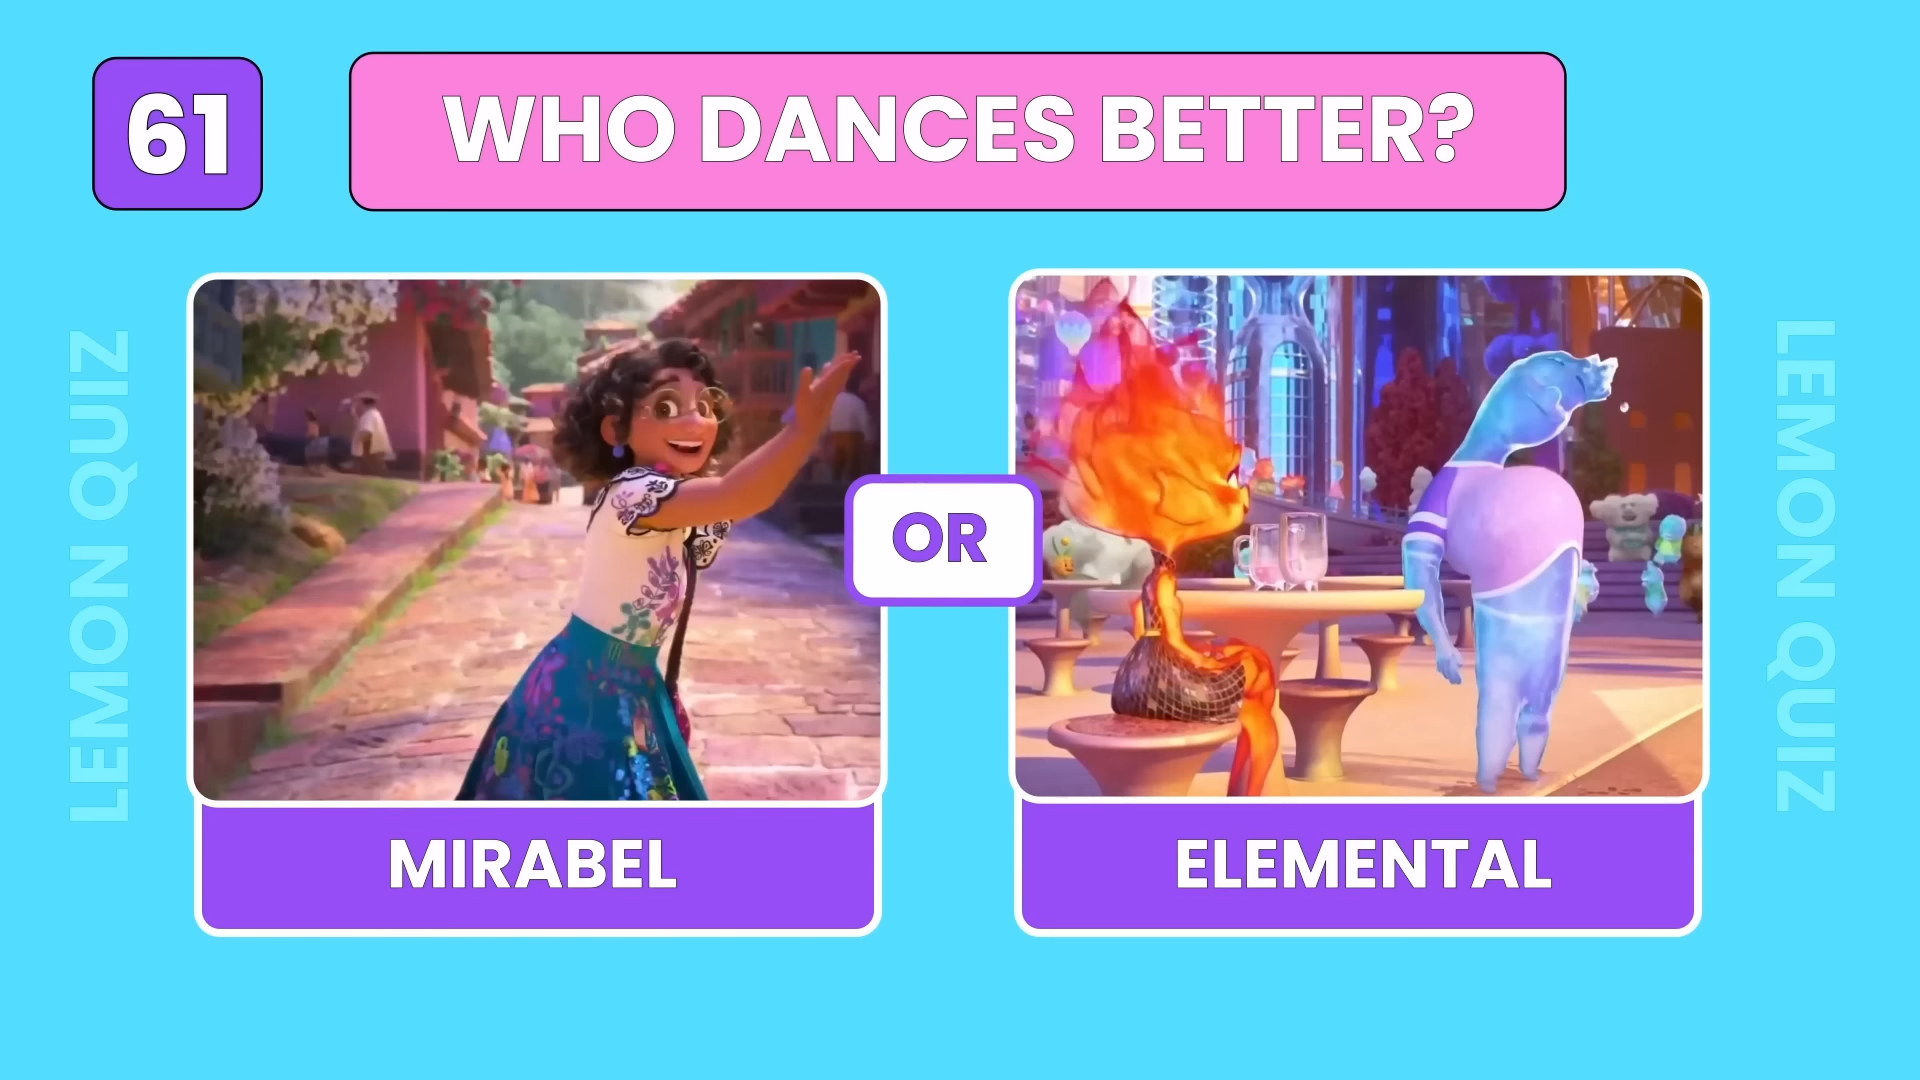 61
WHO DANCES BETTER?
LEMON QUIZ
OR
LEMON QUIZ
MIRABEL
ELEMENTAL